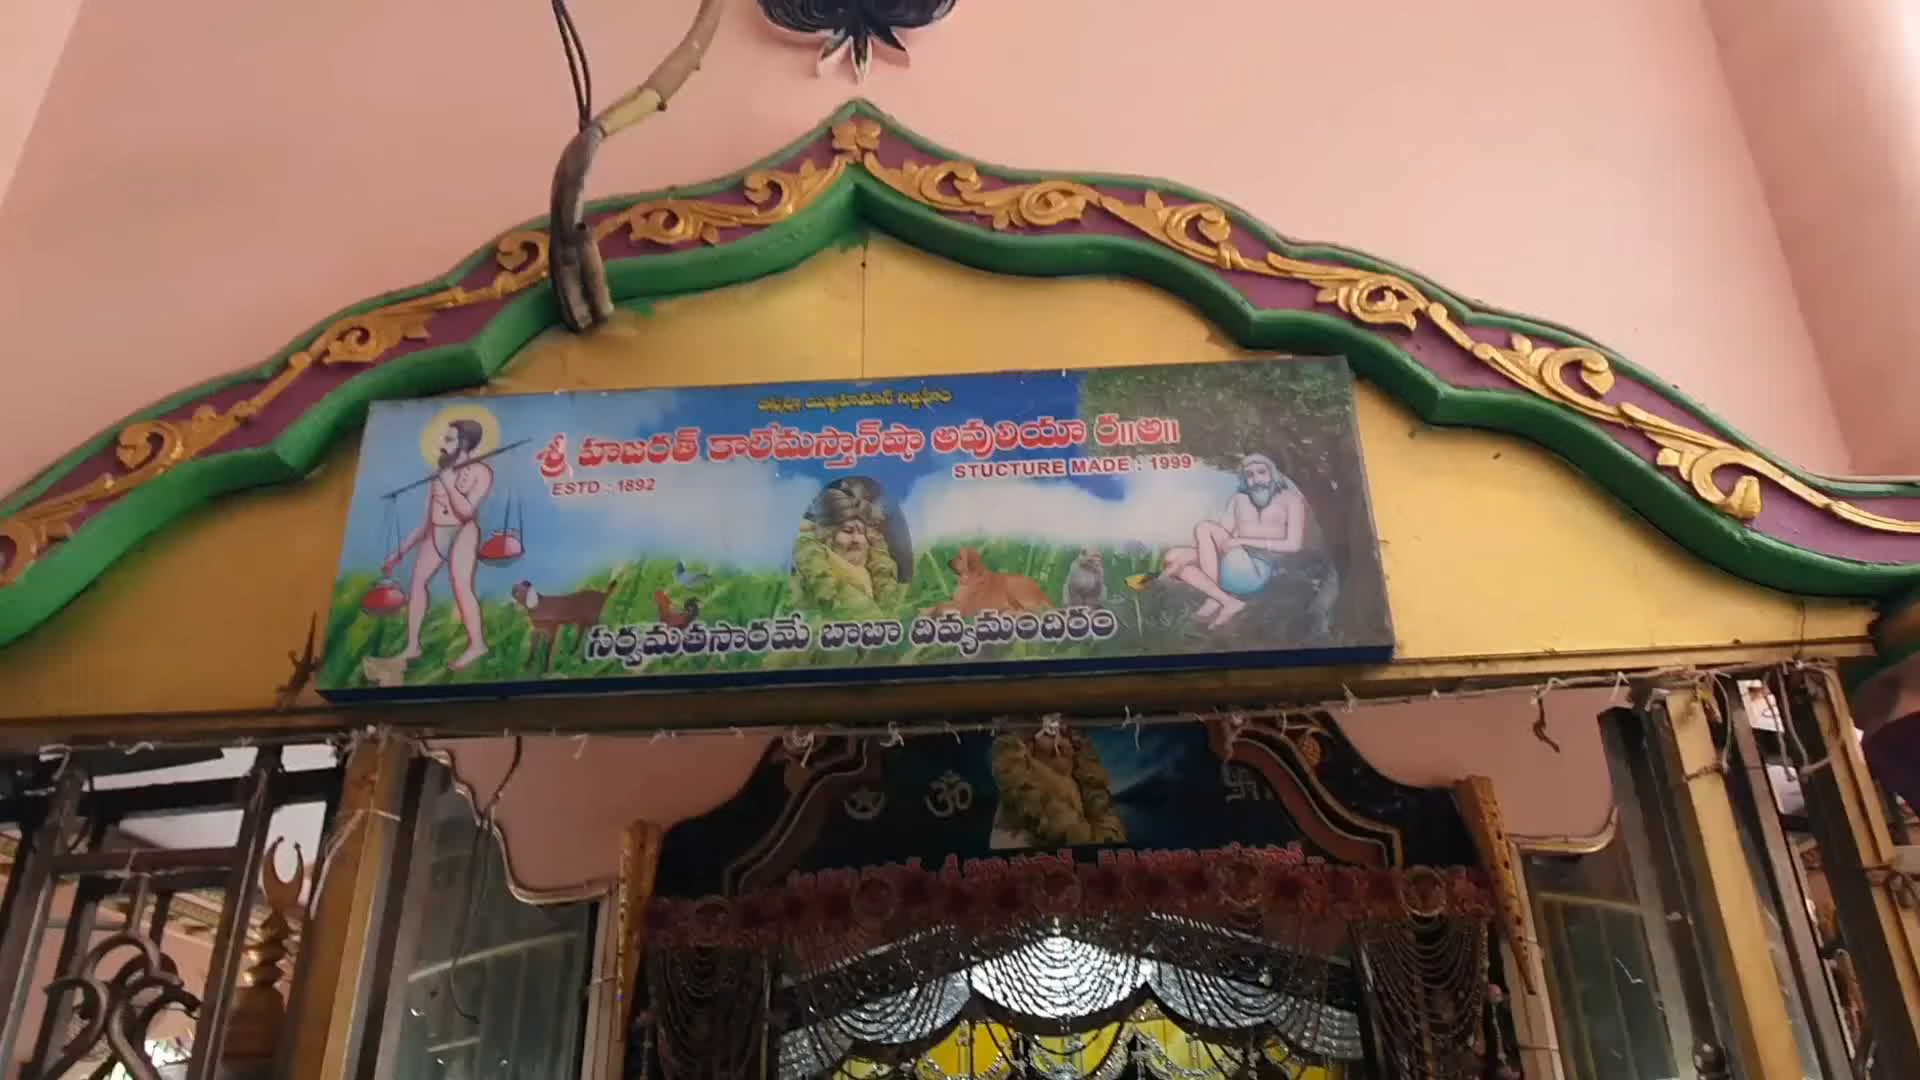 శ్రీ హజరత్ కాలేమస్తాన్‌షా అవులియా ర॥అ॥
ESTD : 1892
STUCTURE MADE : 1999
సర్వమతసారమే బాబా దివ్యమందిరం
ॐ